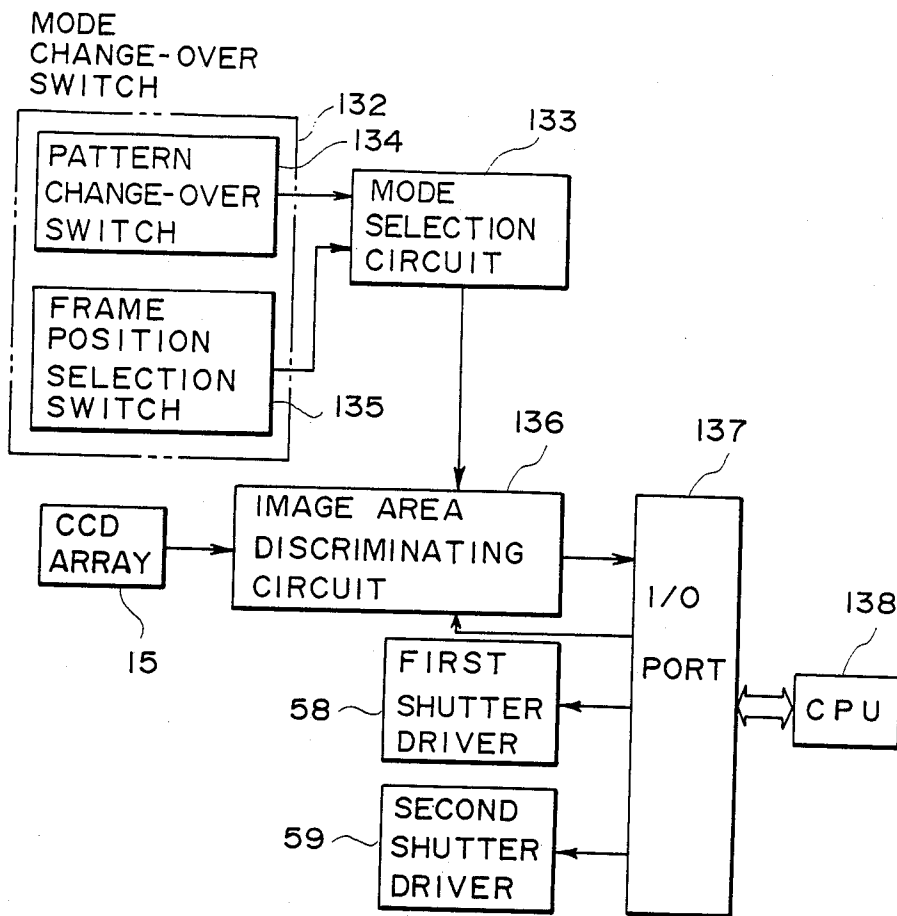 MODE
CHANGE-OVER
SWITCH
132
134
PATTERN
CHANGE-OVER
SWITCH
133
MODE
SELECTION
CIRCUIT
FRAME
POSITION
SELECTION
SWITCH
135
136
137
CCD
ARRAY
15
IMAGE AREA
DISCRIMINATING
CIRCUIT
I/O
PORT
138
CPU
FIRST
SHUTTER
DRIVER
58
SECOND
SHUTTER
DRIVER
59